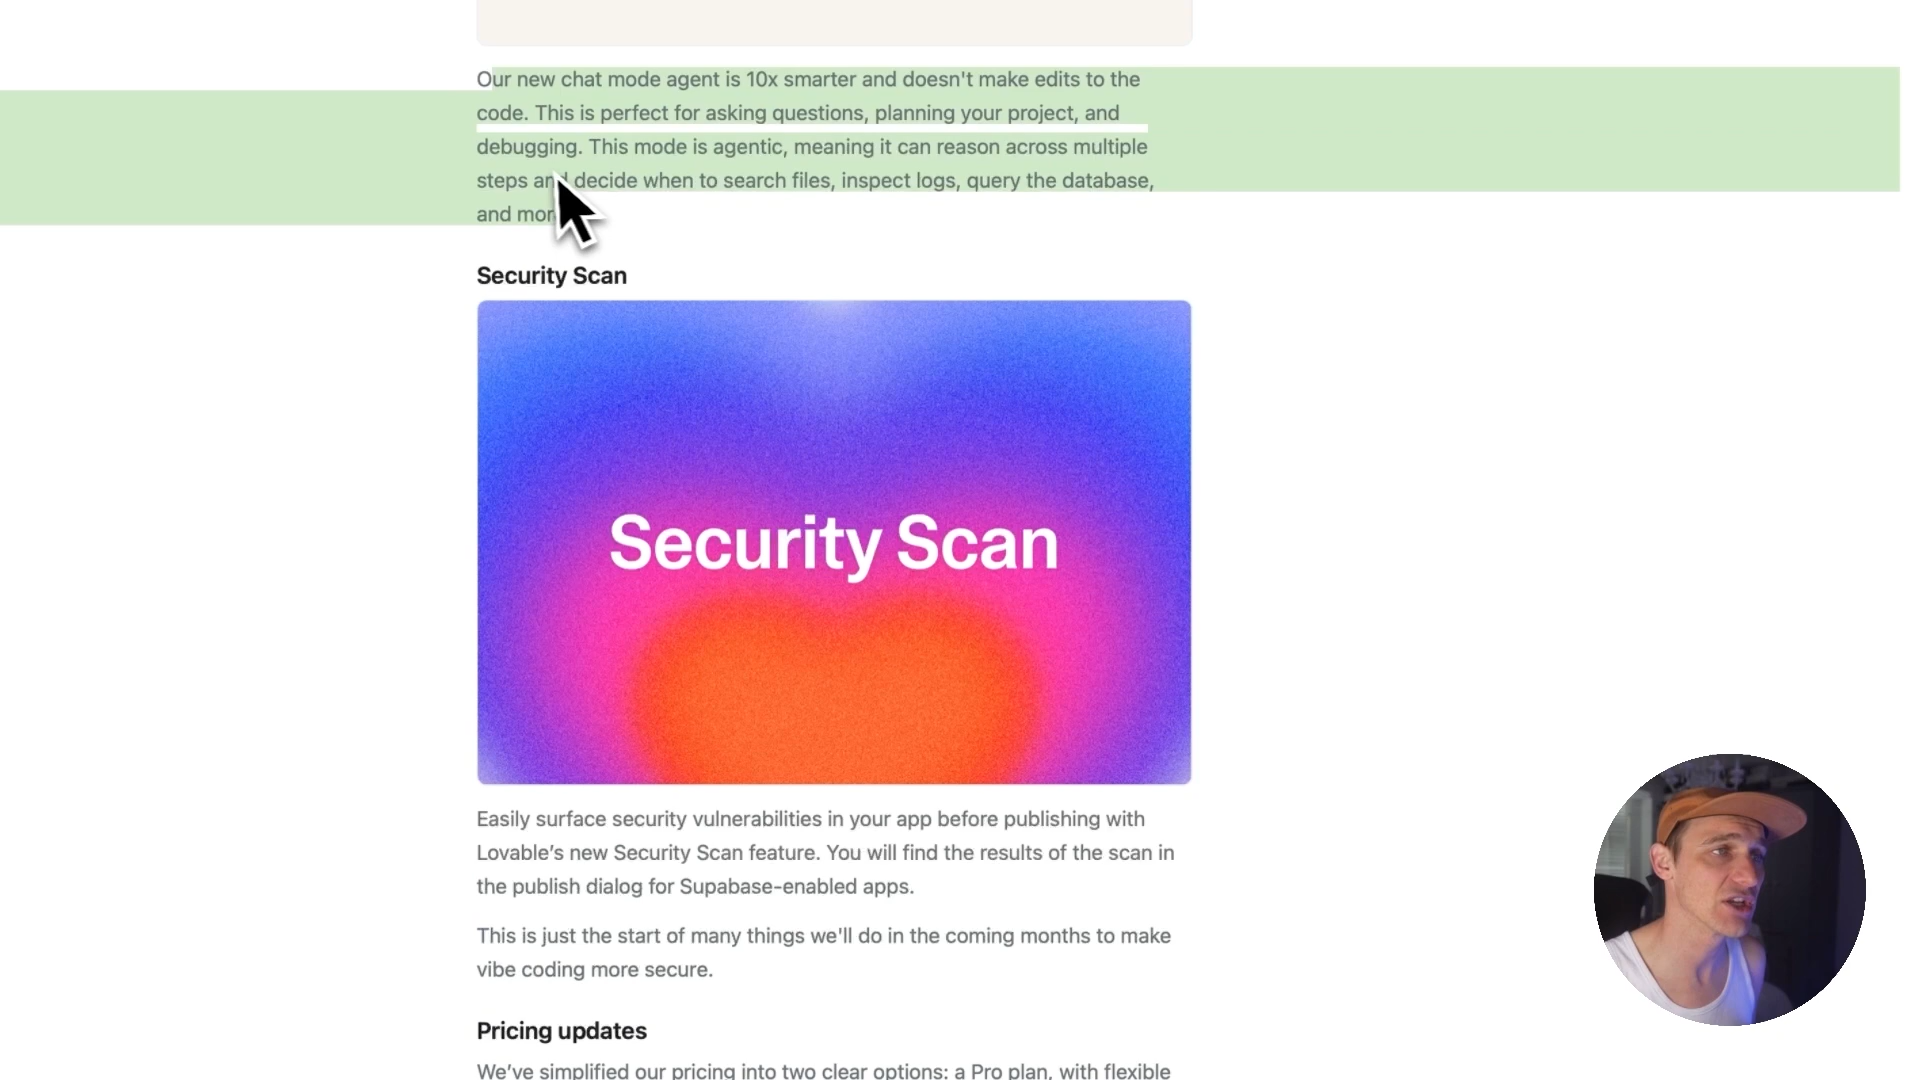 Our new chat mode agent is 10x smarter and doesn't make edits to the
code. This is perfect for asking questions, planning your project, and
debugging. This mode is agentic, meaning it can reason across multiple
steps and decide when to search files, inspect logs, query the database,
and mor
Security Scan
Security Scan
Easily surface security vulnerabilities in your app before publishing with
Lovable’s new Security Scan feature. You will find the results of the scan in
the publish dialog for Supabase-enabled apps.
This is just the start of many things we'll do in the coming months to make
vibe coding more secure.
Pricing updates
We’ve simplified our pricing into two clear options: a Pro plan, with flexible